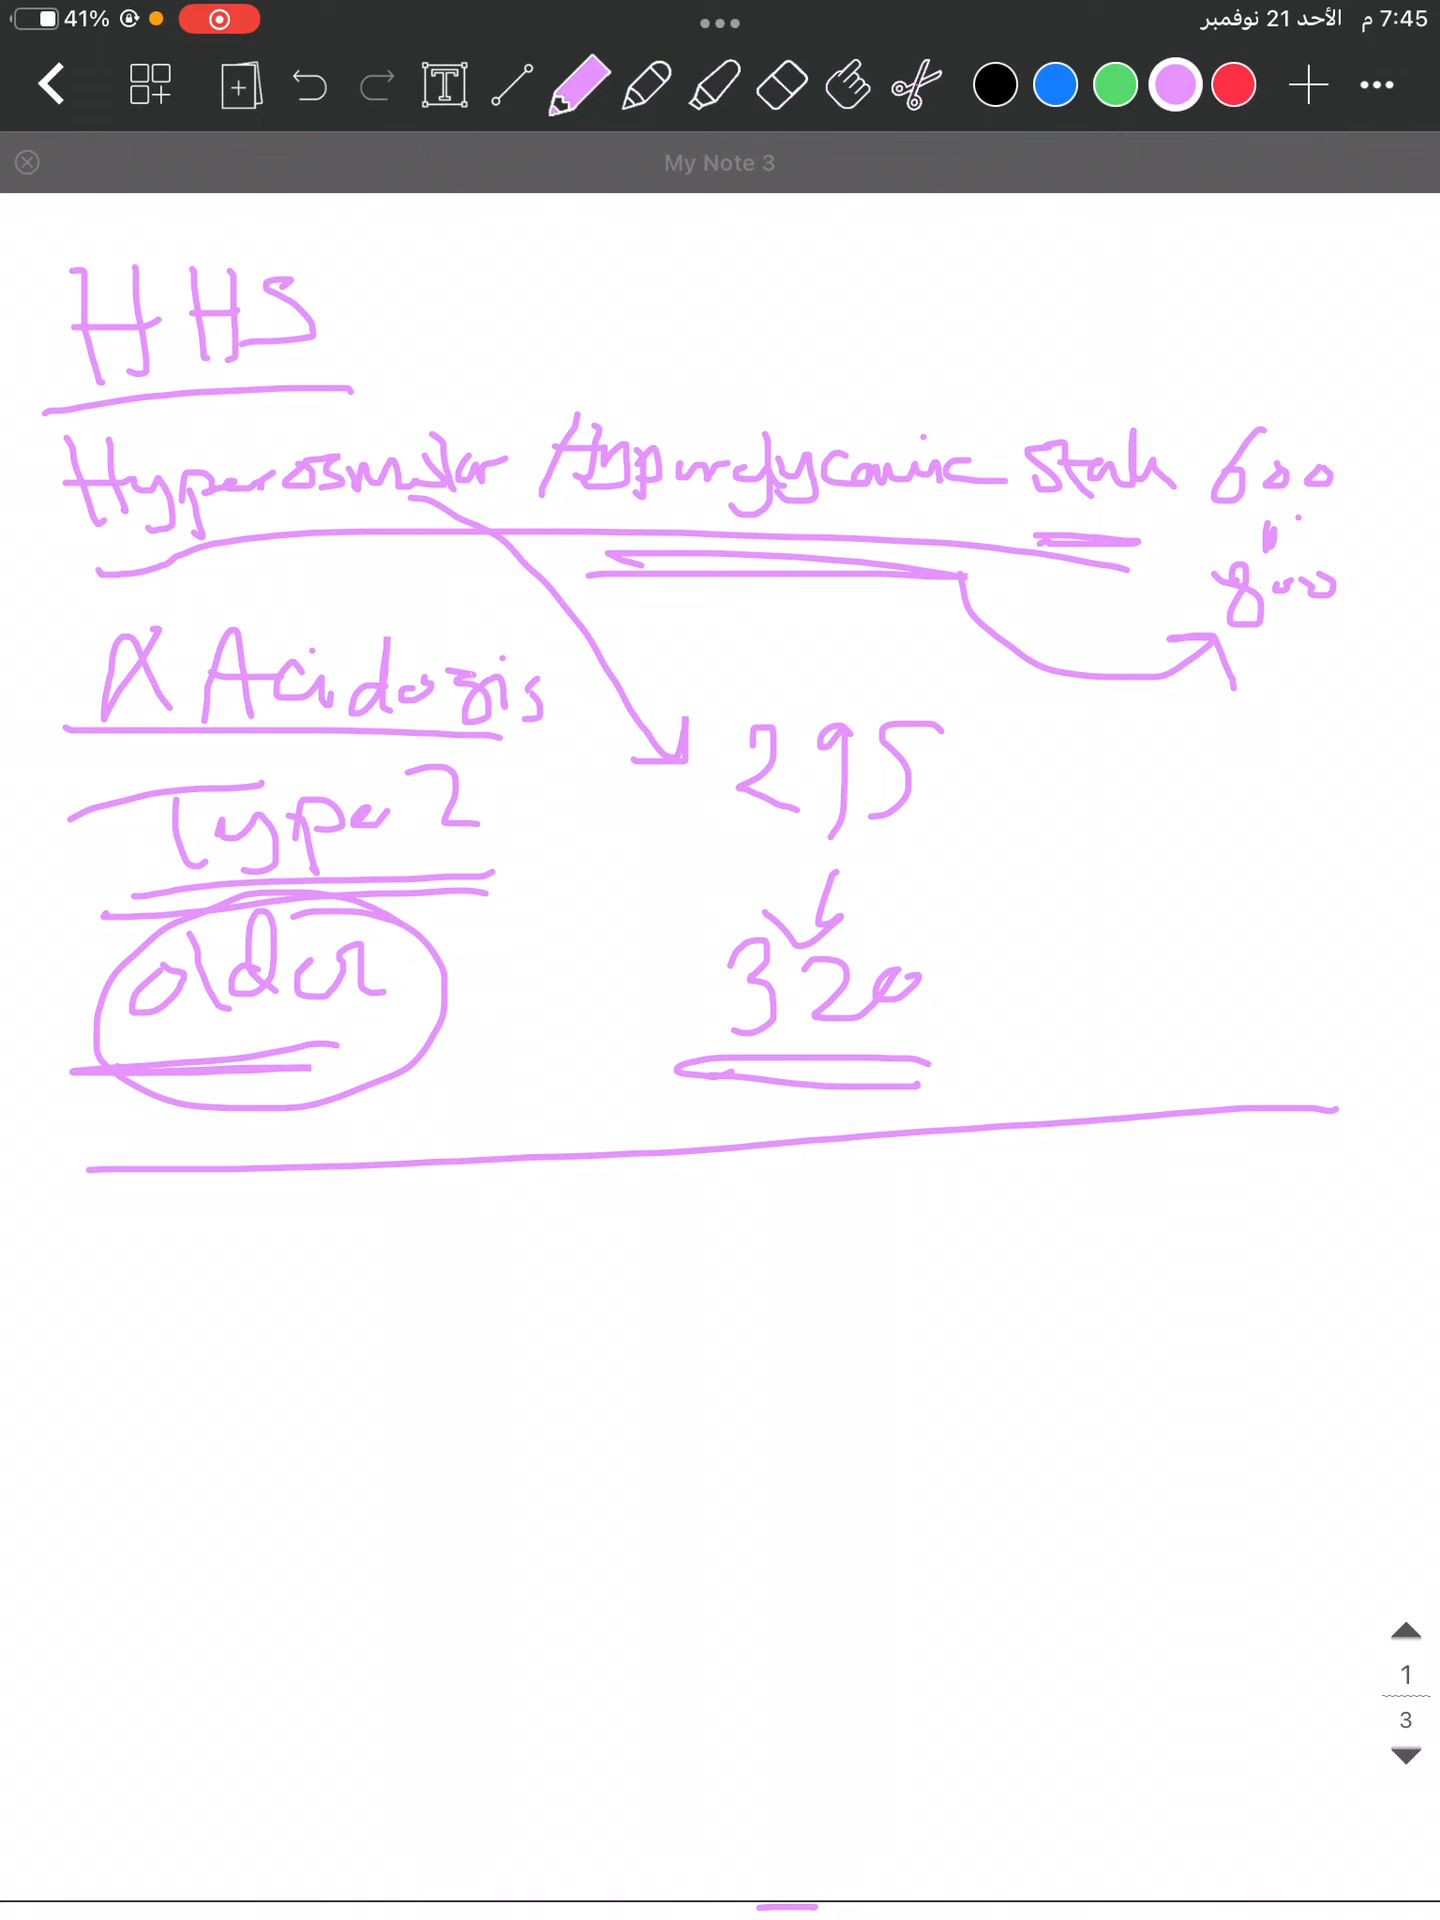 41%
7:45 م الأحد 21 نوفمبر
T
My Note 3
HHS
Hyperosmolar Hyperglycemic State 600
800
X Acidosis
295
Type 2
older
320
1
3